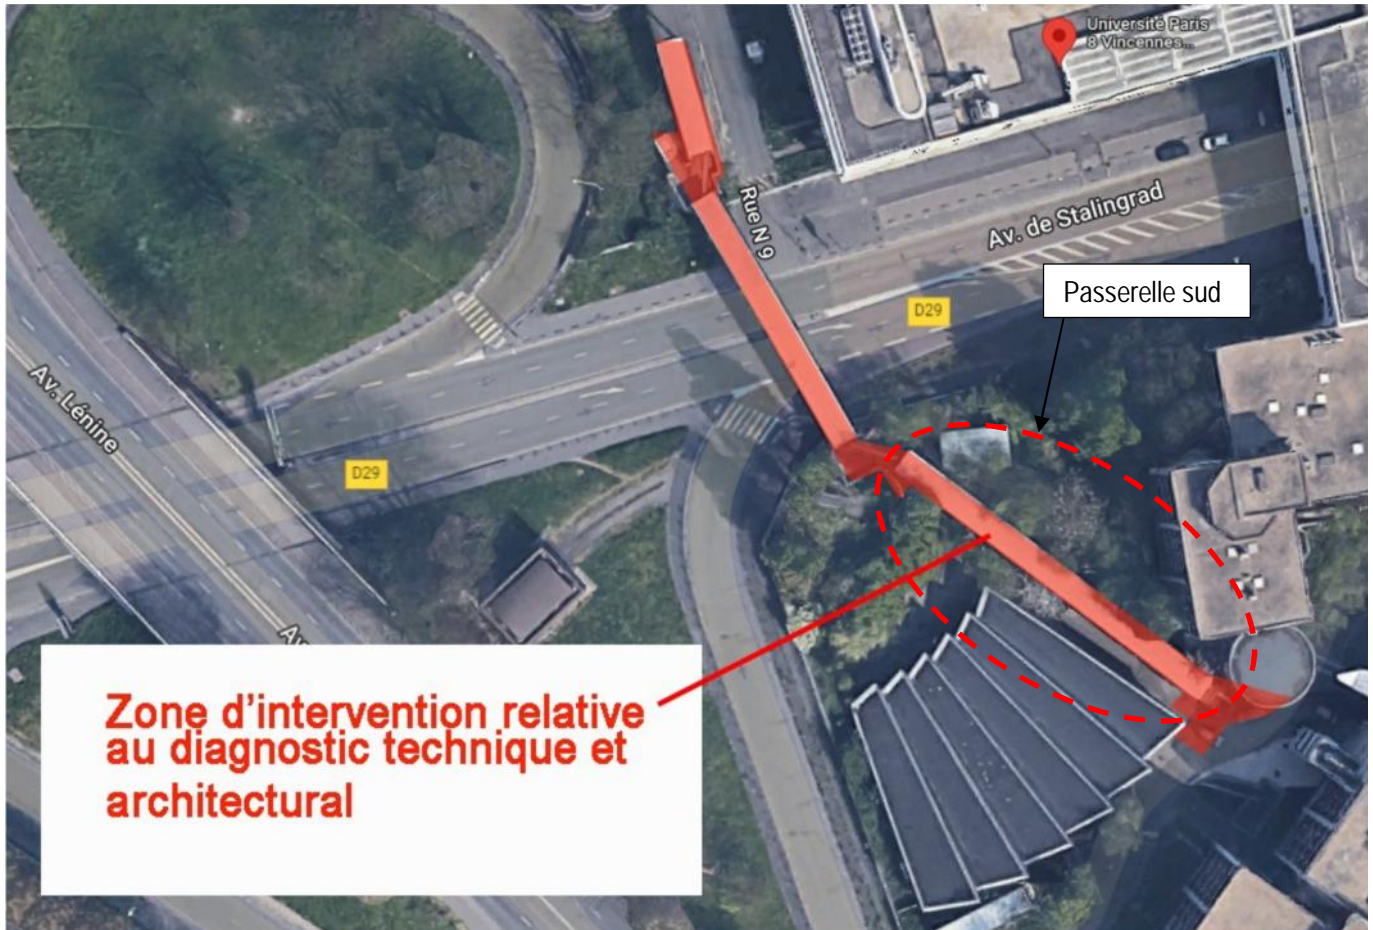 Université Paris
8 Vincennes...
Rue N 9
Av. de Stalingrad
Passerelle sud
D29
Av. Lénine
D29
Av
Zone d'intervention relative
au diagnostic technique et
architectural